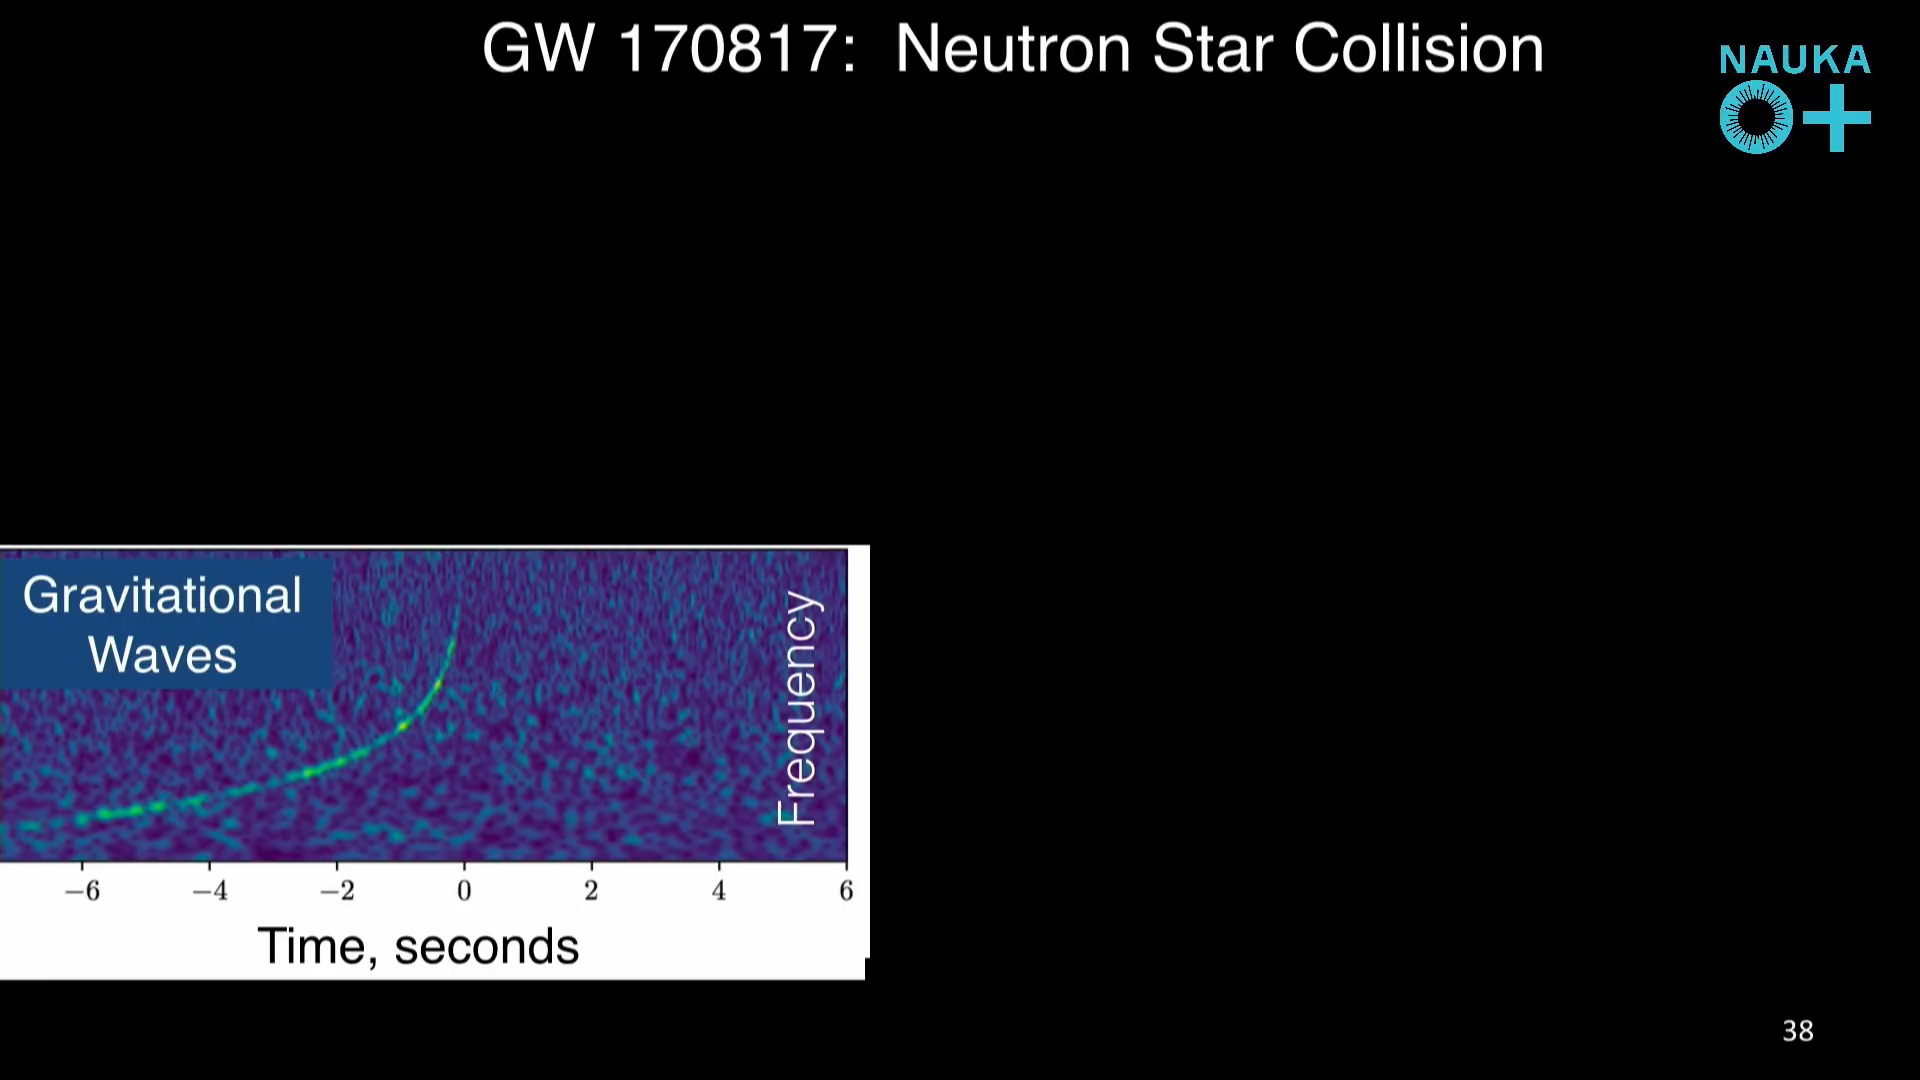 GW 170817: Neutron Star Collision
NAUKA
0+
Gravitational
Waves
Frequency
−6 −4 −2 0 2 4 6
Time, seconds
38